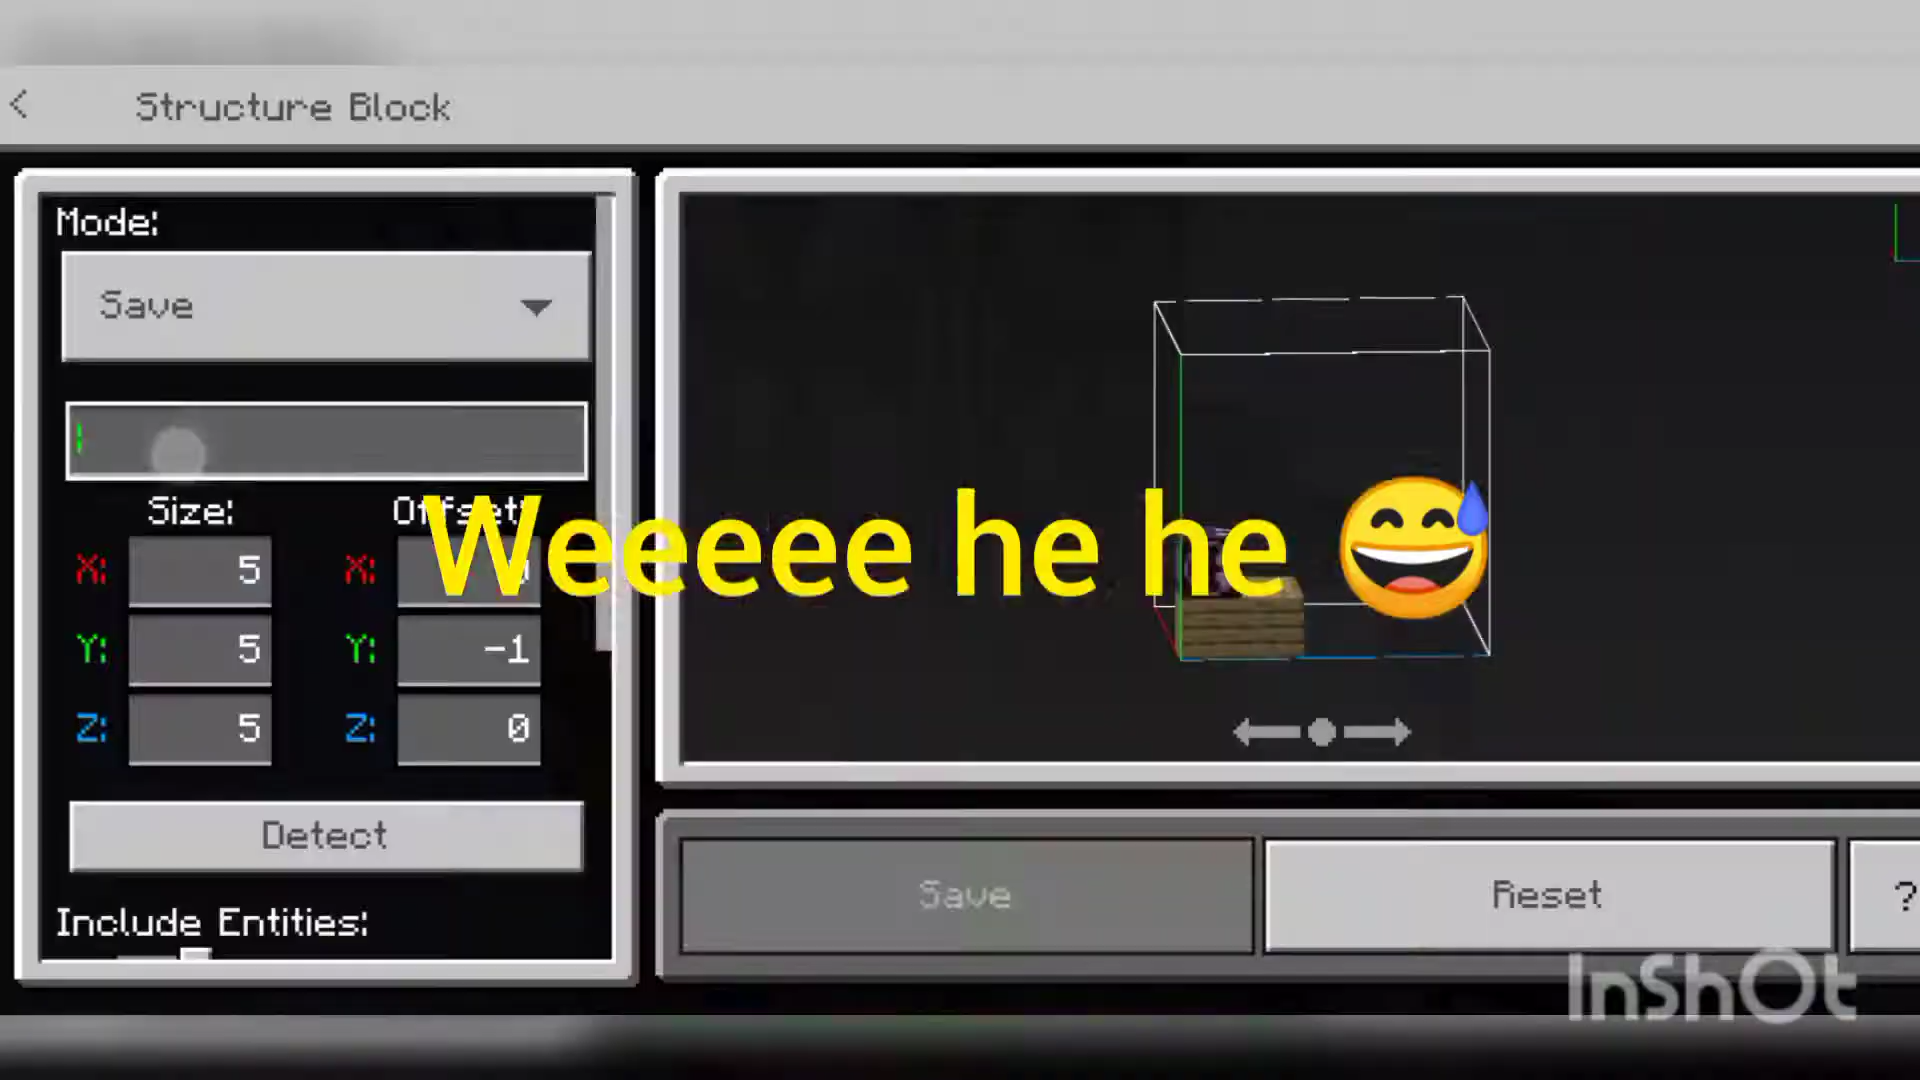 Structure Block
Mode:
Save
Size:
Offset:
X: 5 X:
Y: 5 Y: -1
Z: 5 Z: 0
Weeeee he he 😅
Detect
Include Entities:
Save
Reset
?
InShOt